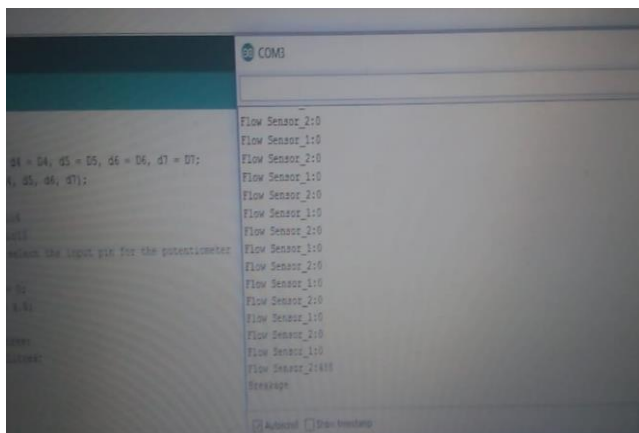 COM3
Flow Sensor_2:0
Flow Sensor_1:0
Flow Sensor_2:0
Flow Sensor_1:0
Flow Sensor_2:0
Flow Sensor_1:0
Flow Sensor_2:0
Flow Sensor_1:0
Flow Sensor_2:0
Flow Sensor_1:0
Flow Sensor_2:0
Flow Sensor_1:0
Flow Sensor_2:0
Flow Sensor_1:0
Flow Sensor_2:
d4 = D4, d5 = D5, d6 = D6, d7 = D7;
, d5, d6, d7);
select the input pin for the potentiometer
Autoscroll Show timestamp